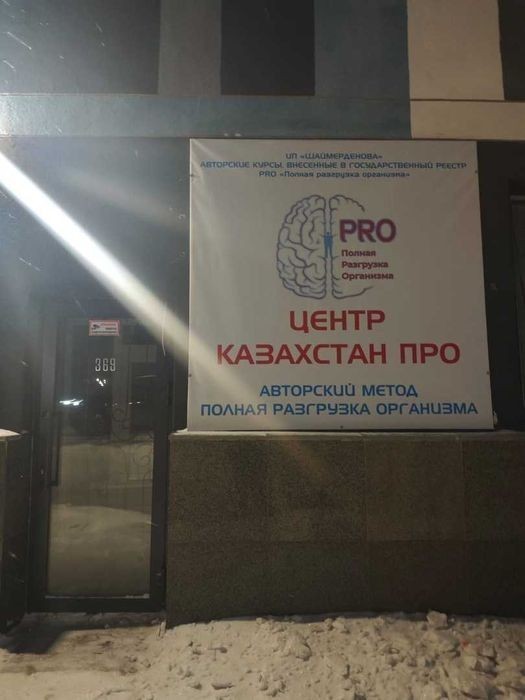 ИП «ШАЙМЕРДЕНОВА»
АВТОРСКИЕ КУРСЫ, ВНЕСЕННЫЕ В ГОСУДАРСТВЕННЫЙ РЕЕСТР
PRO «Полная разгрузка организма»
PRO
Полная
Разгрузка
Организма
ЦЕНТР
КАЗАХСТАН ПРО
АВТОРСКИЙ МЕТОД
ПОЛНАЯ РАЗГРУЗКА ОРГАНИЗМА
369